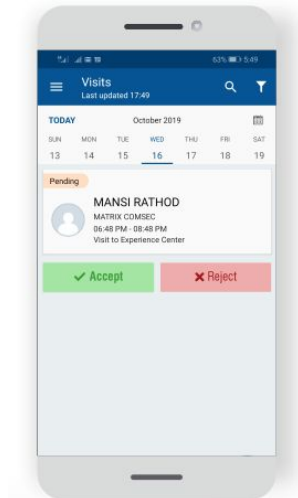 63% 5:49
Visits
Last updated 17:49
TODAY October 2019
SUN MON TUE WED THU FRI SAT
13 14 15 16 17 18 19
Pending
MANSI RATHOD
MATRIX COMSEC
06:48 PM - 08:48 PM
Visit to Experience Center
Accept Reject